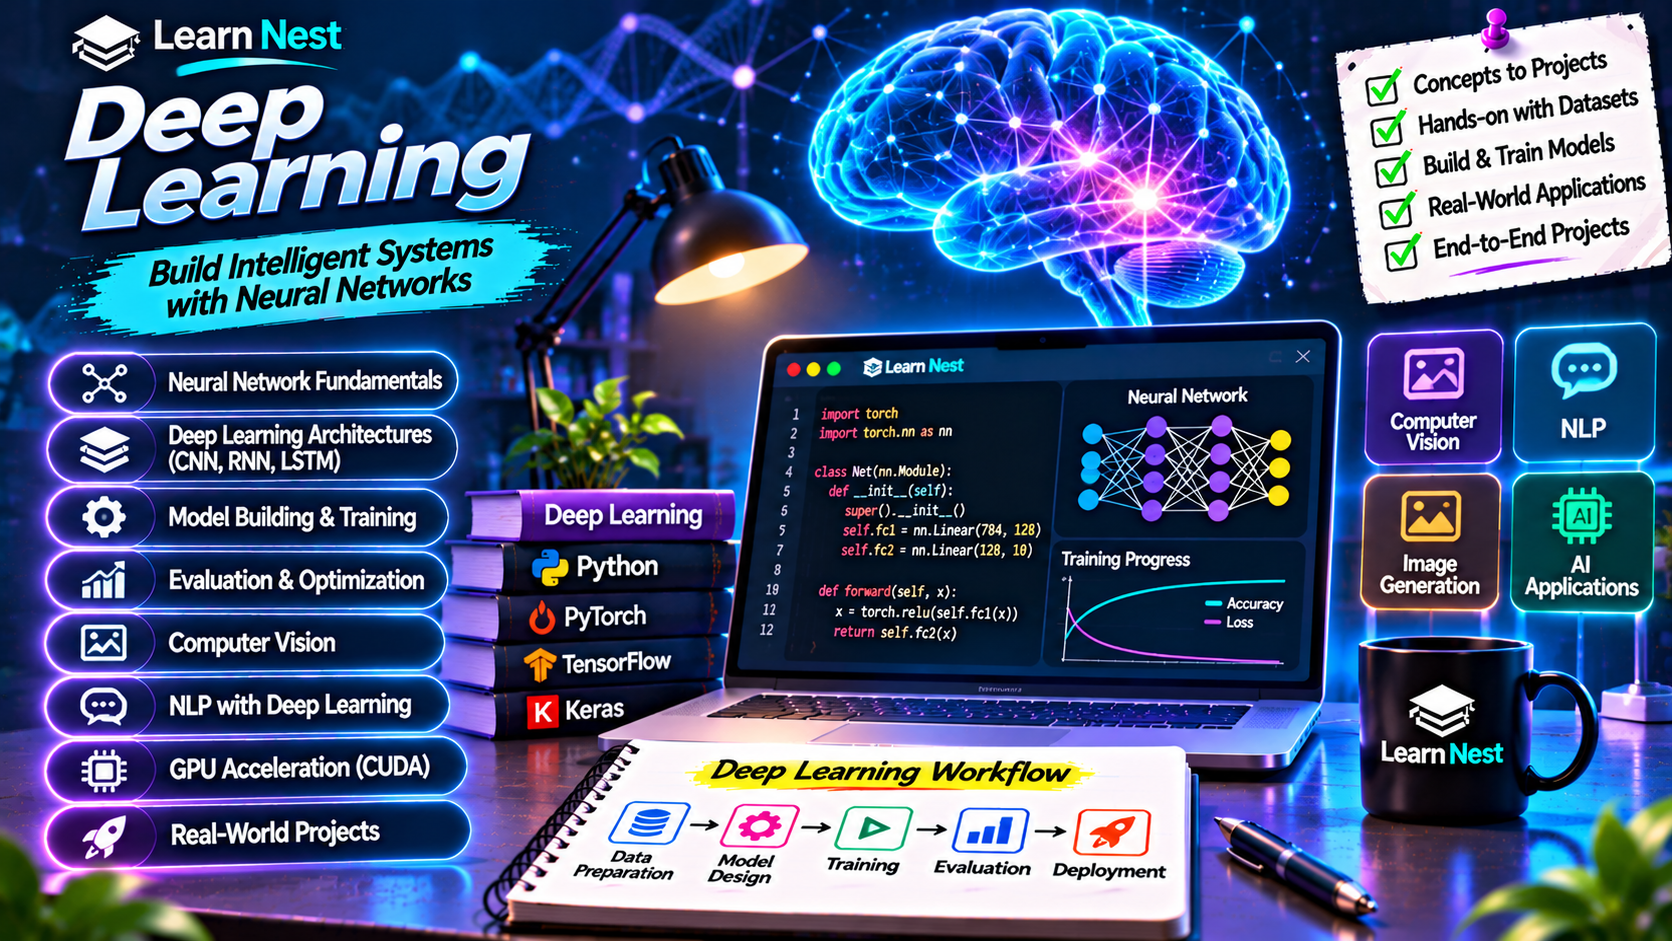 Learn Nest
Deep
Learning
Build Intelligent Systems
with Neural Networks
Neural Network Fundamentals
Deep Learning Architectures
(CNN, RNN, LSTM)
Model Building & Training
Evaluation & Optimization
Computer Vision
NLP with Deep Learning
GPU Acceleration (CUDA)
Real-World Projects
Deep Learning
Python
PyTorch
TensorFlow
K Keras
Learn Nest
1 import torch
2 import torch.nn as nn
3
4 class Net(nn.Module):
5 def __init__(self):
5 super().__init__()
5 self.fc1 = nn.Linear(784, 128)
7 self.fc2 = nn.Linear(128, 10)
8
10 def forward(self, x):
12 x = torch.relu(self.fc1(x))
12 return self.fc2(x)
Neural Network
Training Progress
Accuracy
Loss
Concepts to Projects
Hands-on with Datasets
Build & Train Models
Real-World Applications
End-to-End Projects
Computer
Vision
NLP
Image
Generation
AI
AI
Applications
Learn Nest
Deep Learning Workflow
Data
Preparation
Model
Design
Training
Evaluation
Deployment